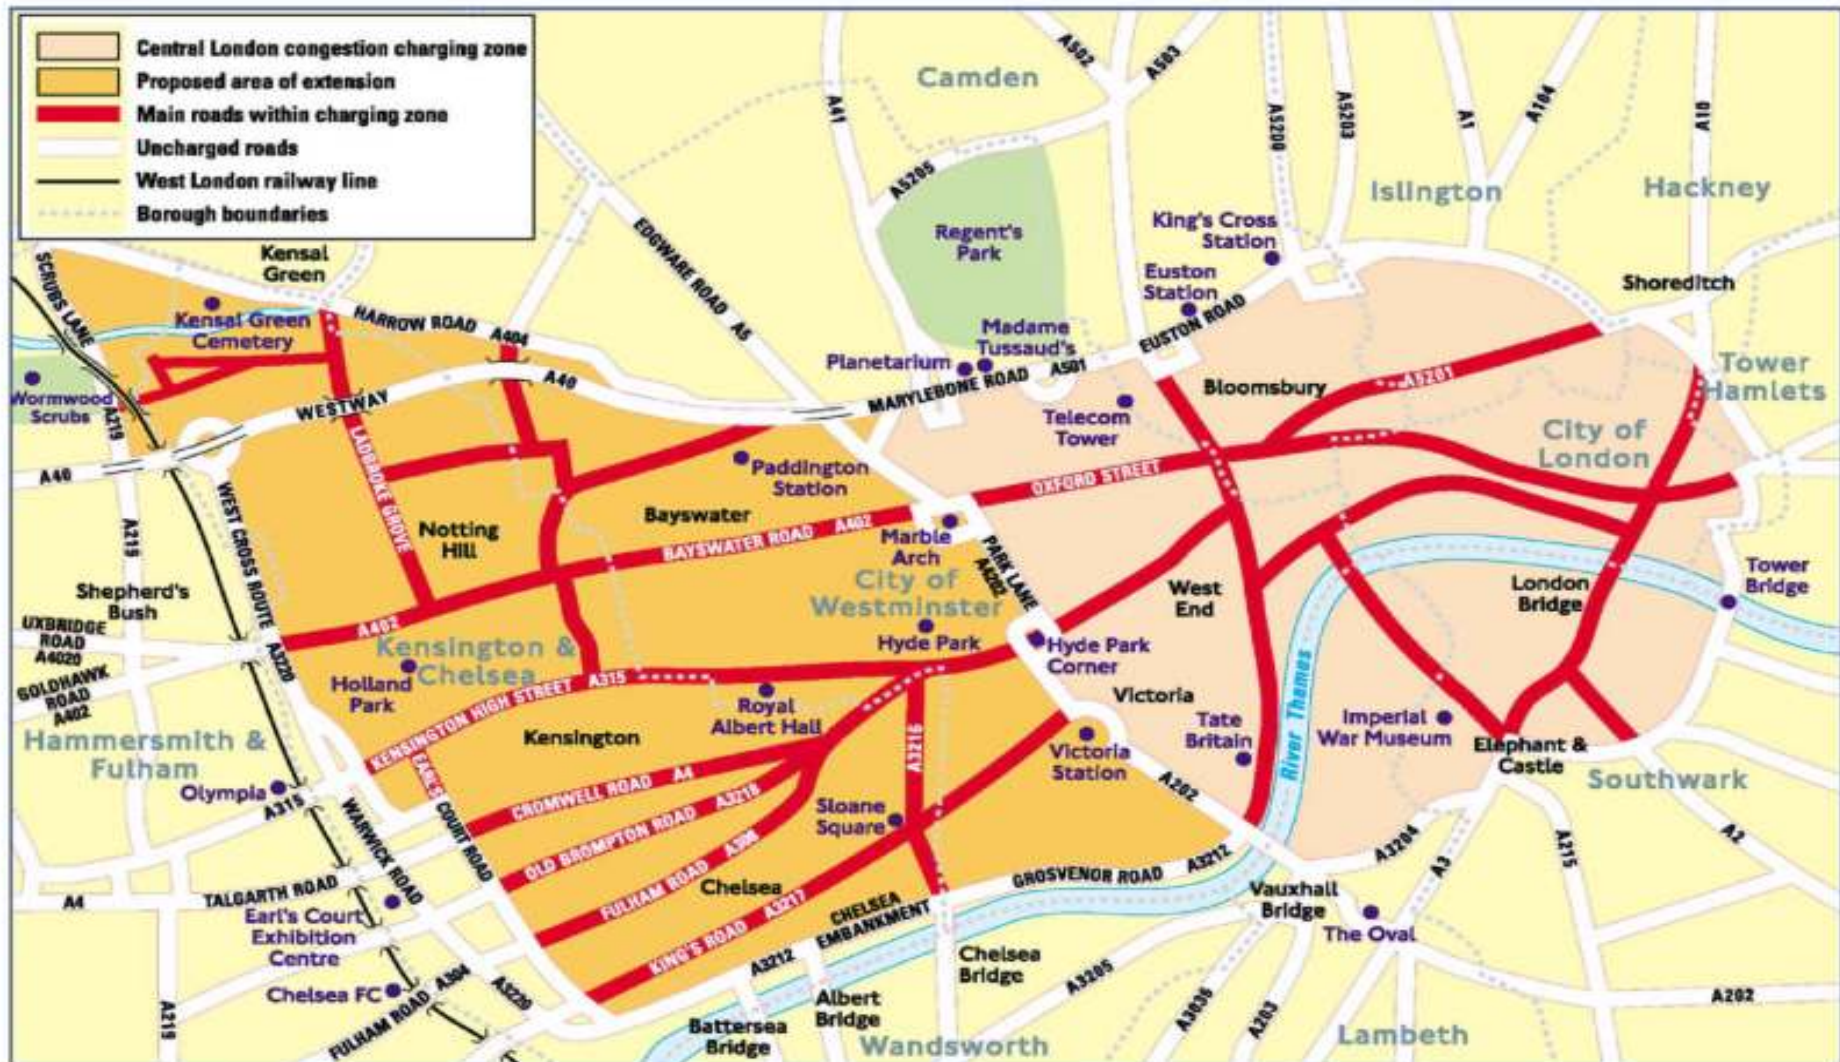 Central London congestion charging zone
Proposed area of extension
Main roads within charging zone
Uncharged roads
West London railway line
Borough boundaries
A502
A503
Camden
A41
A5205
A5200
A5203
A1
A104
A10
Islington
Hackney
Regent's
Park
King's Cross
Station
Euston
Station
EUSTON ROAD
Shoreditch
Kensal
Green
SCRUBS LANE
Kensal Green
Cemetery
HARROW ROAD A404
EDGWARE ROAD A5
Madame
Tussaud's
Planetarium
MARYLEBONE ROAD A501
Bloomsbury
A5201
Tower
Hamlets
Wormwood
Scrubs
A219
WESTWAY
A40
Telecom
Tower
City of
London
A40
LADBROKE GROVE
Paddington
Station
OXFORD STREET
WEST CROSS ROUTE A3220
Notting
Hill
Bayswater
BAYSWATER ROAD A402
Marble
Arch
PARK LANE
A4202
A219
Shepherd's
Bush
City of
Westminster
West
End
London
Bridge
Tower
Bridge
UXBRIDGE
ROAD
A4020
GOLDHAWK
ROAD
A402
A402
Kensington &
Chelsea
Hyde Park
Hyde Park
Corner
Holland
Park
KENSINGTON HIGH STREET A315
Royal
Albert Hall
Victoria
River Thames
Hammersmith &
Fulham
Kensington
A3216
Victoria
Station
Tate
Britain
Imperial
War Museum
Elephant &
Castle
Southwark
Olympia
A315
EARL'S COURT ROAD
CROMWELL ROAD A4
Sloane
Square
A202
WARWICK ROAD
OLD BROMPTON ROAD A3218
A3204
A3
A215
A2
TALGARTH ROAD
A4
FULHAM ROAD A308
Chelsea
GROSVENOR ROAD A3212
Vauxhall
Bridge
Earl's Court
Exhibition
Centre
KING'S ROAD A3217
CHELSEA
EMBANKMENT
A3212
The Oval
Chelsea
Bridge
Chelsea FC
FULHAM ROAD A304
A3220
A219
Albert
Bridge
Battersea
Bridge
A3205
A3036
A203
A202
Wandsworth
Lambeth